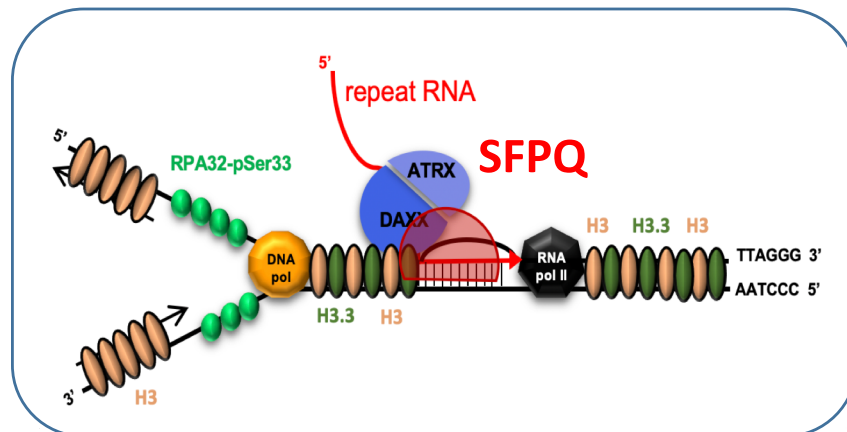 5’
repeat RNA
SFPQ
5’
RPA32-pSer33
ATRX
DAXX
H3 H3.3 H3
DNA
pol
RNA
pol II
TTAGGG 3’
AATCCC 5’
H3.3 H3
3’
H3